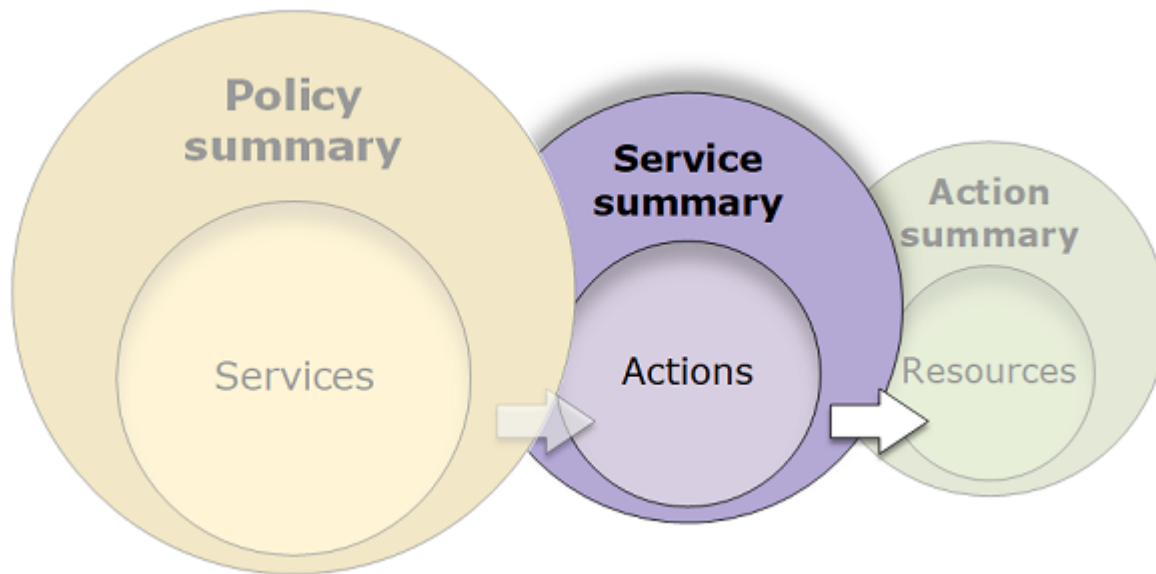 Policy
summary
Services
Service
summary
Actions
Action
summary
Resources